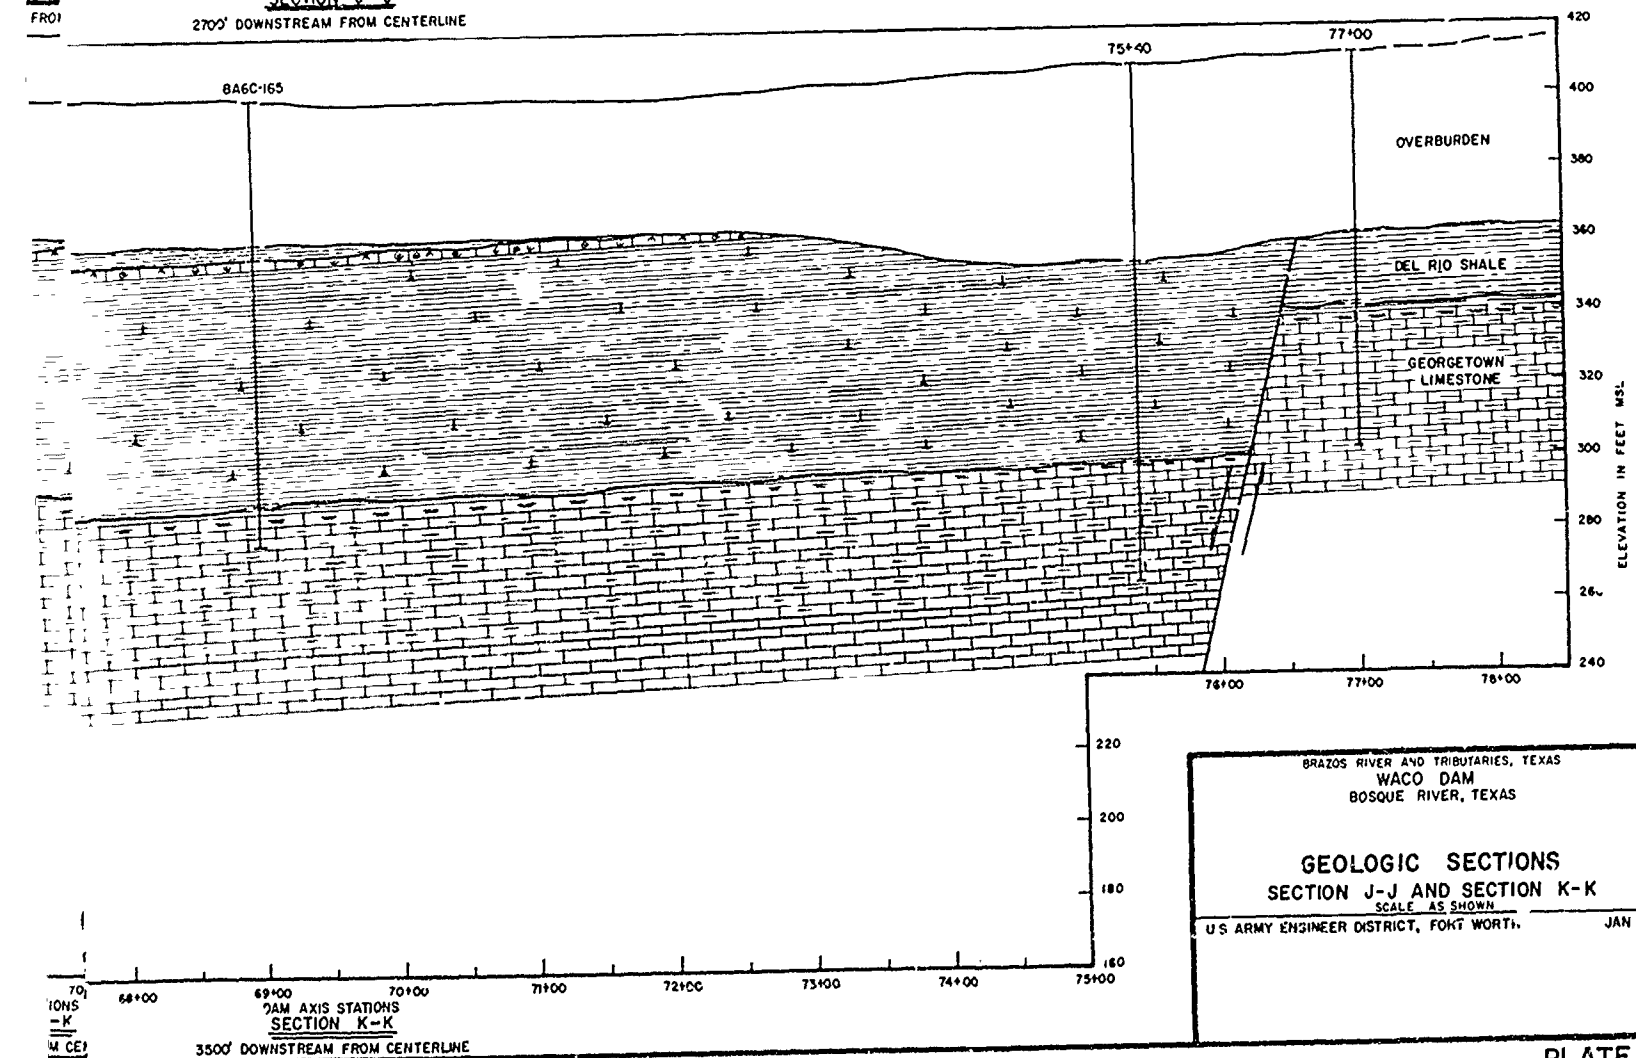 FRO
2700' DOWNSTREAM FROM CENTERLINE
420
77+00
75+40
8A6C-165
400
OVERBURDEN
380
360
DEL RIO SHALE
340
GEORGETOWN
LIMESTONE
320
ELEVATION IN FEET MSL
300
280
240
76+00
77+00
78+00
220
200
180
160
BRAZOS RIVER AND TRIBUTARIES, TEXAS
WACO DAM
BOSQUE RIVER, TEXAS
GEOLOGIC SECTIONS
SECTION J-J AND SECTION K-K
SCALE AS SHOWN
U S ARMY ENGINEER DISTRICT, FORT WORTH. JAN
70
68+00
69+00
70+00
71+00
72+00
73+00
74+00
75+00
IONS
DAM AXIS STATIONS
-K
SECTION K-K
M CE
3500' DOWNSTREAM FROM CENTERLINE
PLATE